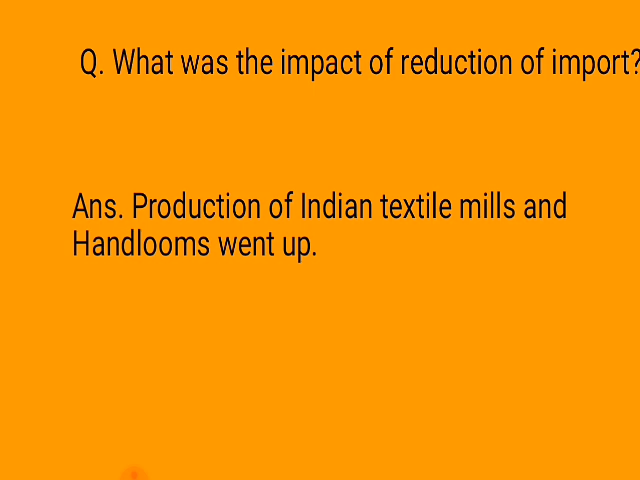 Q. What was the impact of reduction of import?
Ans. Production of Indian textile mills and
Handlooms went up.